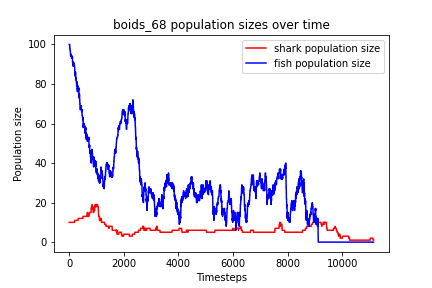 boids_68 population sizes over time
shark population size
fish population size
Population size
100
80
60
40
20
0
0 2000 4000 6000 8000 10000
Timesteps